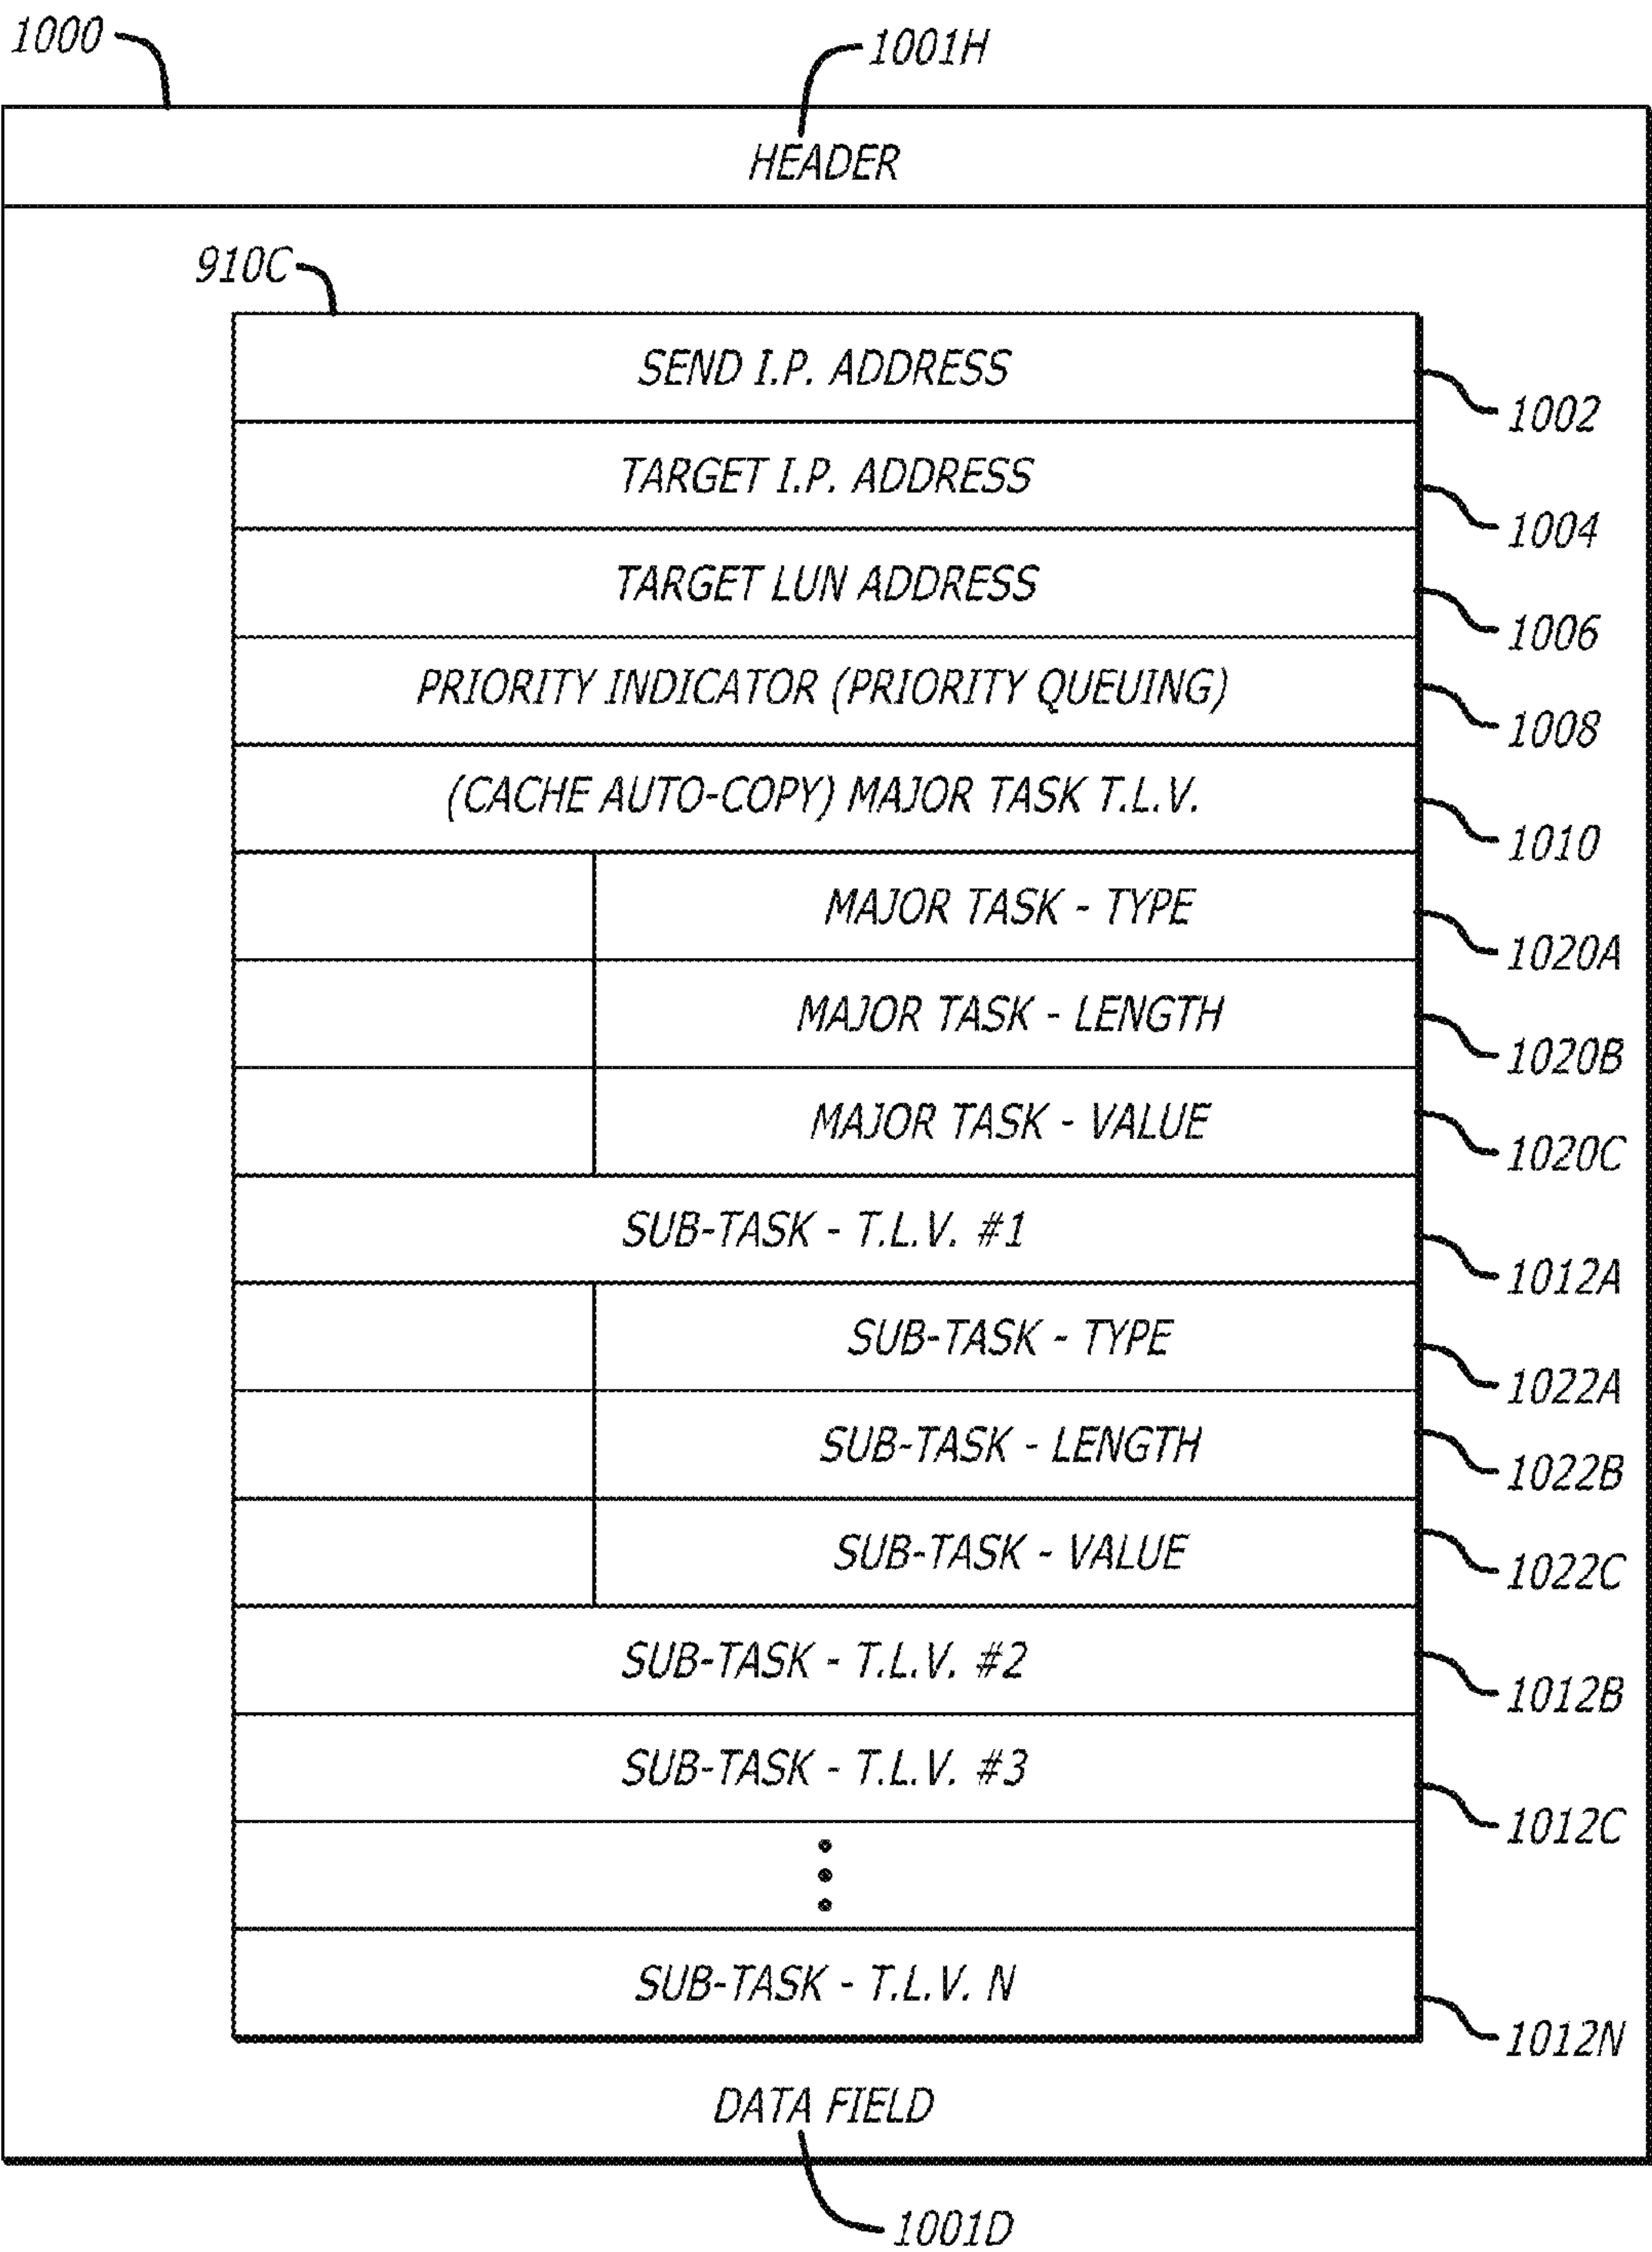 1000
1001H
HEADER
910C
SEND I.P. ADDRESS
1002
TARGET I.P. ADDRESS
1004
TARGET LUN ADDRESS
1006
PRIORITY INDICATOR (PRIORITY QUEUING)
1008
(CACHE AUTO-COPY) MAJOR TASK T.L.V.
1010
MAJOR TASK - TYPE
1020A
MAJOR TASK - LENGTH
1020B
MAJOR TASK - VALUE
1020C
SUB-TASK - T.L.V. #1
1012A
SUB-TASK - TYPE
1022A
SUB-TASK - LENGTH
1022B
SUB-TASK - VALUE
1022C
SUB-TASK - T.L.V. #2
1012B
SUB-TASK - T.L.V. #3
1012C
SUB-TASK - T.L.V. N
1012N
DATA FIELD
1001D